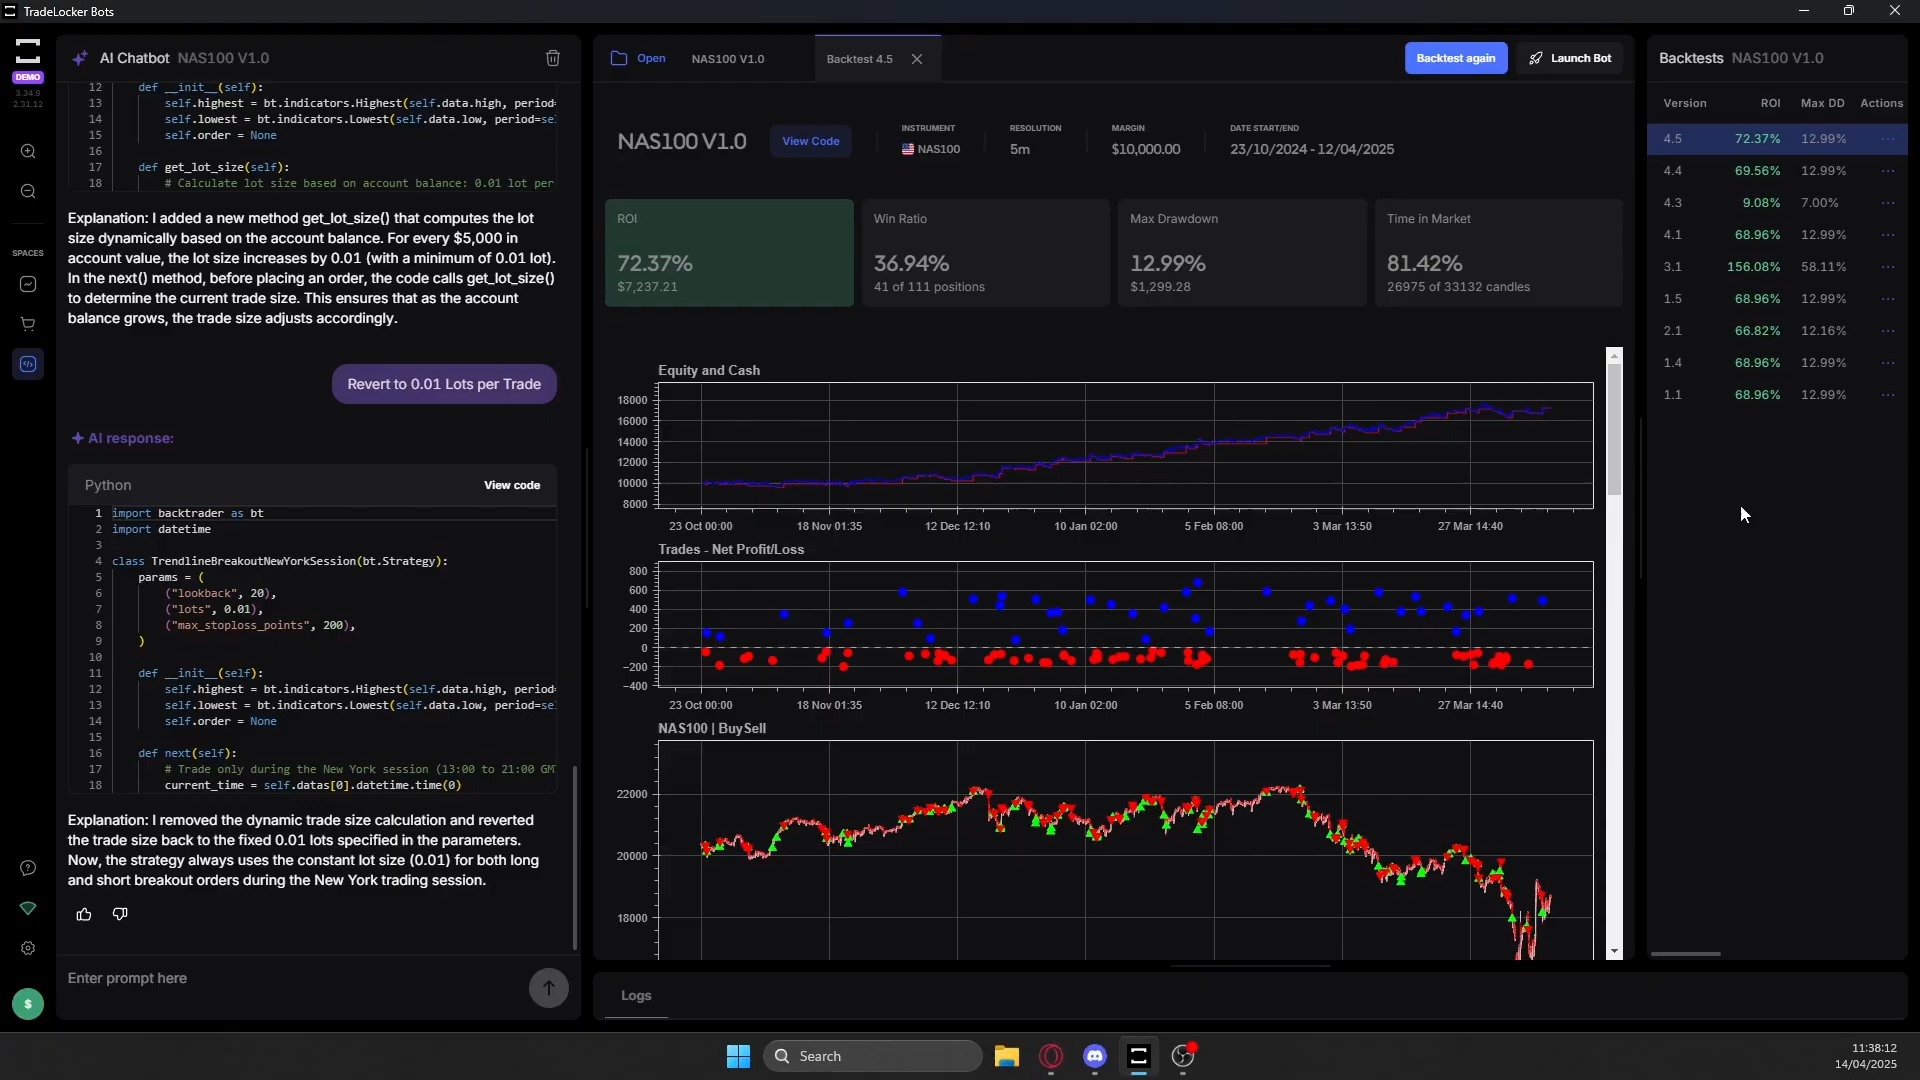 TradeLocker Bots
DEMO
3.34.9
2.31.12
SPACES
AI Chatbot NAS100 V1.0
12 def __init__(self):
13 self.highest = bt.indicators.Highest(self.data.high, period=
14 self.lowest = bt.indicators.Lowest(self.data.low, period=se
15 self.order = None
16
17 def get_lot_size(self):
18 # Calculate lot size based on account balance: 0.01 lot per
Explanation: I added a new method get_lot_size() that computes the lot
size dynamically based on the account balance. For every $5,000 in
account value, the lot size increases by 0.01 (with a minimum of 0.01 lot).
In the next() method, before placing an order, the code calls get_lot_size()
to determine the current trade size. This ensures that as the account
balance grows, the trade size adjusts accordingly.
Revert to 0.01 Lots per Trade
AI response:
Python View code
1 import backtrader as bt
2 import datetime
3
4 class TrendlineBreakoutNewYorkSession(bt.Strategy):
5 params = (
6 ("lookback", 20),
7 ("lots", 0.01),
8 ("max_stoploss_points", 200),
9 )
10
11 def __init__(self):
12 self.highest = bt.indicators.Highest(self.data.high, period=
13 self.lowest = bt.indicators.Lowest(self.data.low, period=se
14 self.order = None
15
16 def next(self):
17 # Trade only during the New York session (13:00 to 21:00 GM
18 current_time = self.datas[0].datetime.time(0)
Explanation: I removed the dynamic trade size calculation and reverted
the trade size back to the fixed 0.01 lots specified in the parameters.
Now, the strategy always uses the constant lot size (0.01) for both long
and short breakout orders during the New York trading session.
Enter prompt here
Open NAS100 V1.0 Backtest 4.5
Backtest again Launch Bot
NAS100 V1.0 View Code
INSTRUMENT RESOLUTION MARGIN DATE START/END
NAS100 5m $10,000.00 23/10/2024 - 12/04/2025
ROI Win Ratio Max Drawdown Time in Market
72.37% 36.94% 12.99% 81.42%
$7,237.21 41 of 111 positions $1,299.28 26975 of 33132 candles
Equity and Cash
18000
16000
14000
12000
10000
8000
23 Oct 00:00 18 Nov 01:35 12 Dec 12:10 10 Jan 02:00 5 Feb 08:00 3 Mar 13:50 27 Mar 14:40
Trades - Net Profit/Loss
800
600
400
200
0
−200
−400
23 Oct 00:00 18 Nov 01:35 12 Dec 12:10 10 Jan 02:00 5 Feb 08:00 3 Mar 13:50 27 Mar 14:40
NAS100 | BuySell
22000
20000
18000
Logs
Backtests NAS100 V1.0
Version ROI Max DD Actions
4.5 72.37% 12.99% ...
4.4 69.56% 12.99% ...
4.3 9.08% 7.00% ...
4.1 68.96% 12.99% ...
3.1 156.08% 58.11% ...
1.5 68.96% 12.99% ...
2.1 66.82% 12.16% ...
1.4 68.96% 12.99% ...
1.1 68.96% 12.99% ...
$
Search
11:38:12
14/04/2025